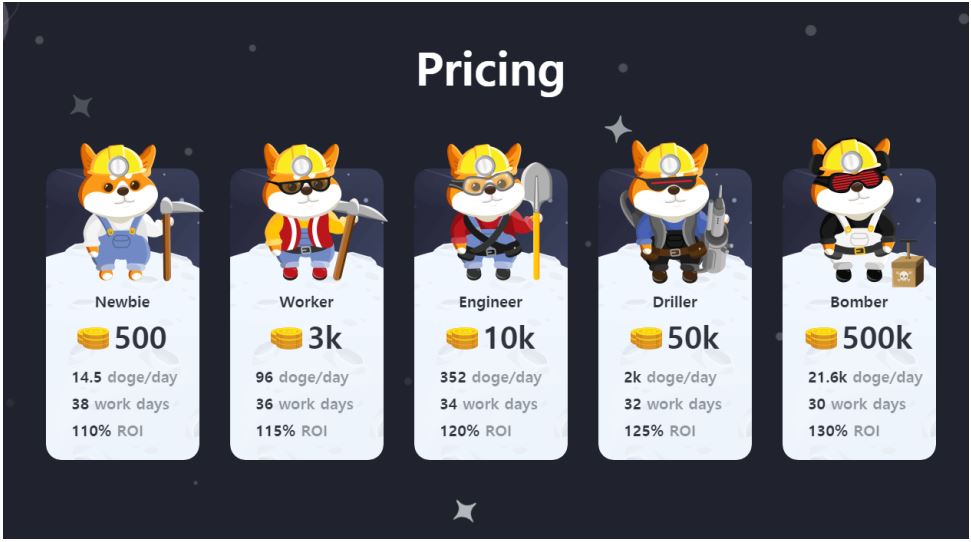 Pricing
Newbie
500
14.5 doge/day
38 work days
110% ROI
Worker
3k
96 doge/day
36 work days
115% ROI
Engineer
10k
352 doge/day
34 work days
120% ROI
Driller
50k
2k doge/day
32 work days
125% ROI
Bomber
500k
21.6k doge/day
30 work days
130% ROI